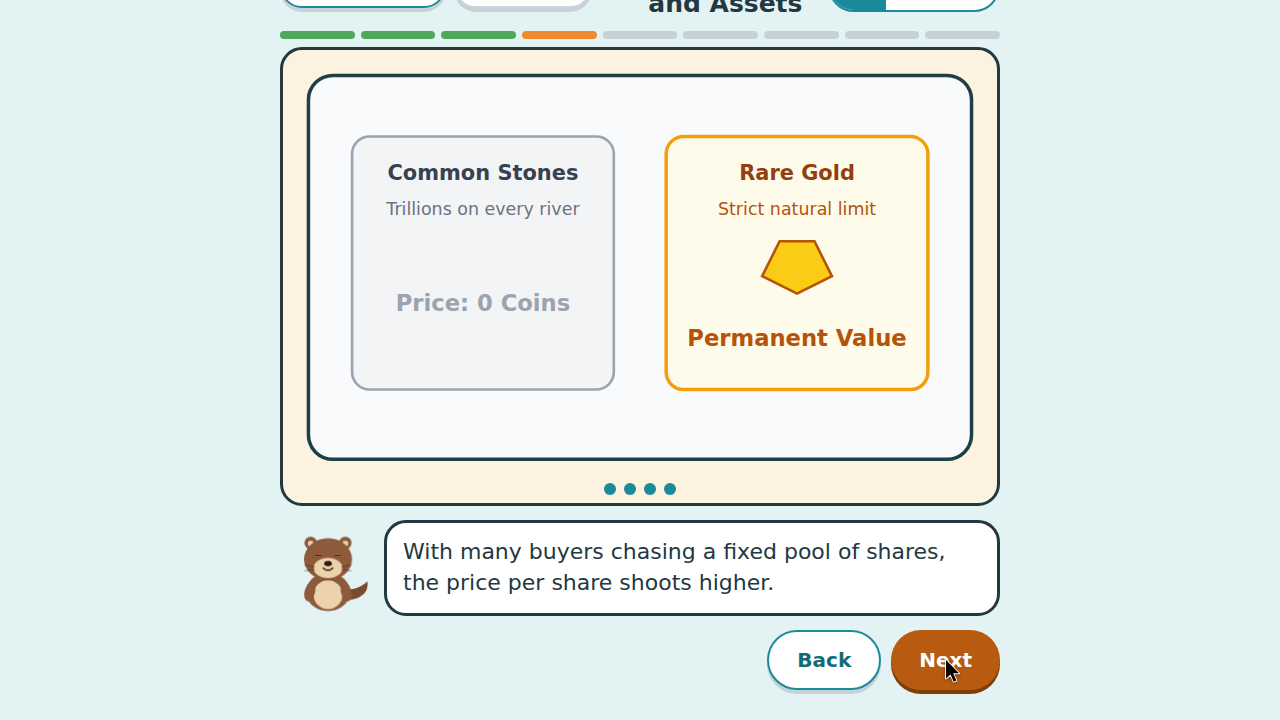 and Assets
Common Stones
Trillions on every river
Price: 0 Coins
Rare Gold
Strict natural limit
Permanent Value
With many buyers chasing a fixed pool of shares,
the price per share shoots higher.
Back
Next